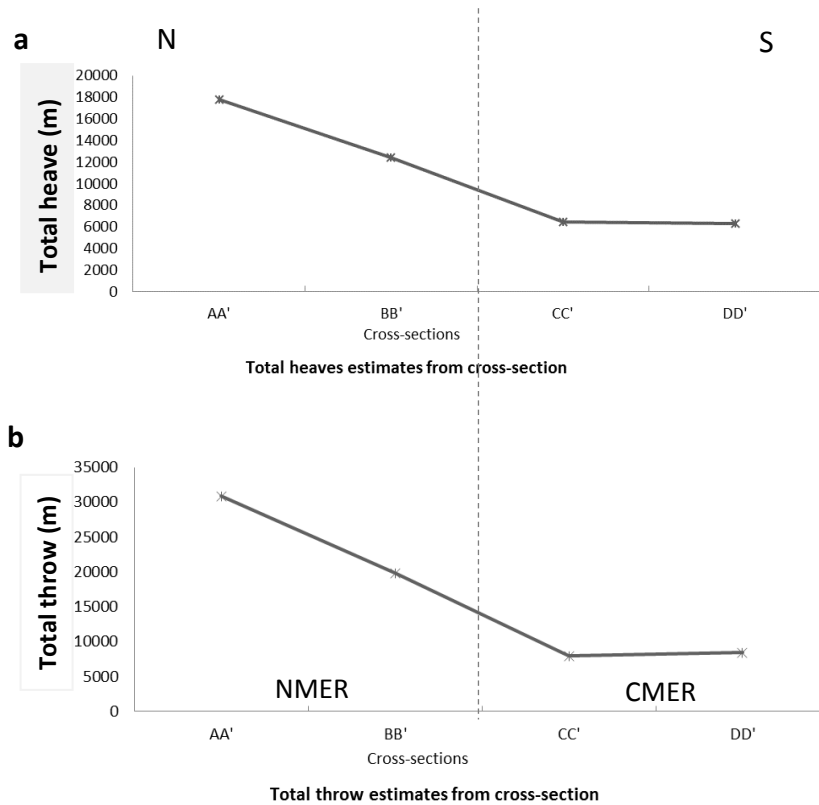 a
N
S
Total heave (m)
20000
18000
16000
14000
12000
10000
8000
6000
4000
2000
0
AA'
BB'
CC'
DD'
Cross-sections
Total heaves estimates from cross-section
b
Total throw (m)
35000
30000
25000
20000
15000
10000
5000
0
NMER
CMER
AA'
BB'
CC'
DD'
Cross-sections
Total throw estimates from cross-section